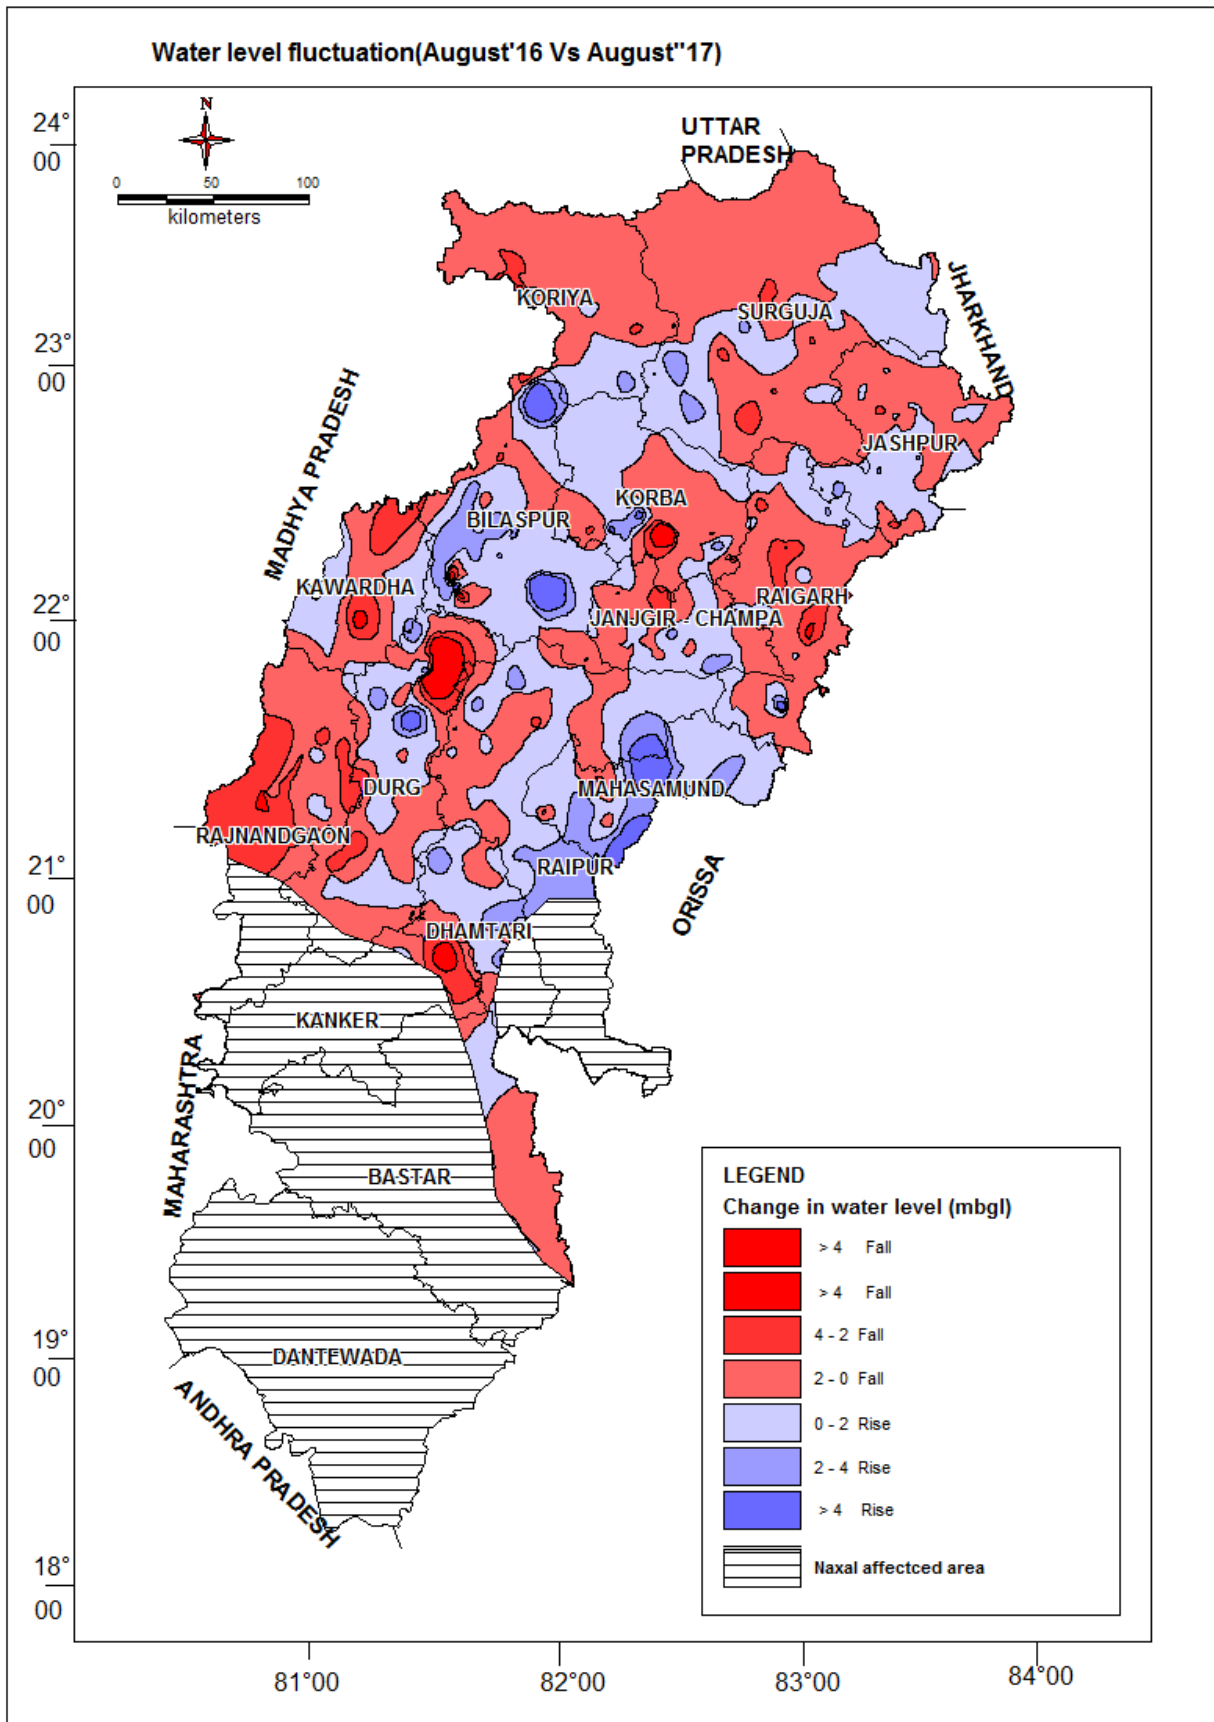 Water level fluctuation(August'16 Vs August''17)
N
0 50 100
kilometers
24°
00
23°
00
22°
00
21°
00
20°
00
19°
00
18°
00
UTTAR
PRADESH
JHARKHAND
MADHYA PRADESH
ORISSA
MAHARASHTRA
ANDHRA PRADESH
KORIYA
SURGUJA
JASHPUR
KORBA
BILASPUR
KAWARDHA
RAIGARH
JANJGIR - CHAMPA
DURG
MAHASAMUND
RAJNANDGAON
RAIPUR
DHAMTARI
KANKER
BASTAR
DANTEWADA
LEGEND
Change in water level (mbgl)
> 4 Fall
> 4 Fall
4 - 2 Fall
2 - 0 Fall
0 - 2 Rise
2 - 4 Rise
> 4 Rise
Naxal affectced area
81°00 82°00 83°00 84°00